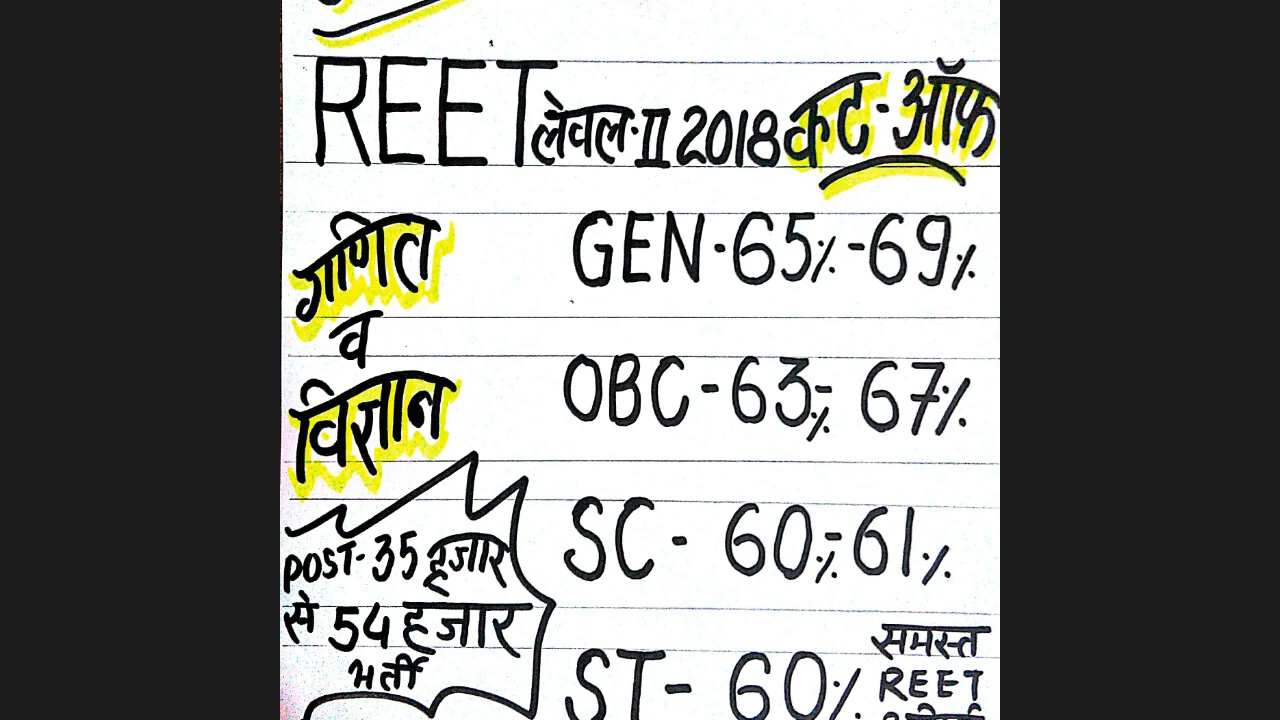 REET लेवल-II 2018 कट-ऑफ
गणित
व
विज्ञान
GEN-65%-69%
OBC-63%-67%
SC-60%-61%
ST-60%
POST-35 हजार
से 54 हजार
भर्ती
समस्त
REET